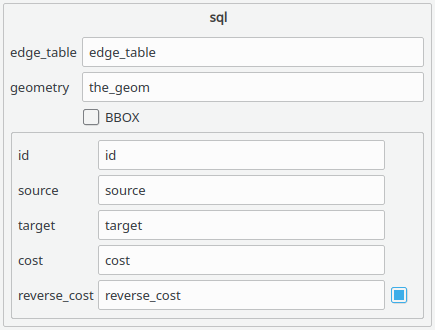 sql
edge_table edge_table
geometry the_geom
BBOX
id id
source source
target target
cost cost
reverse_cost reverse_cost